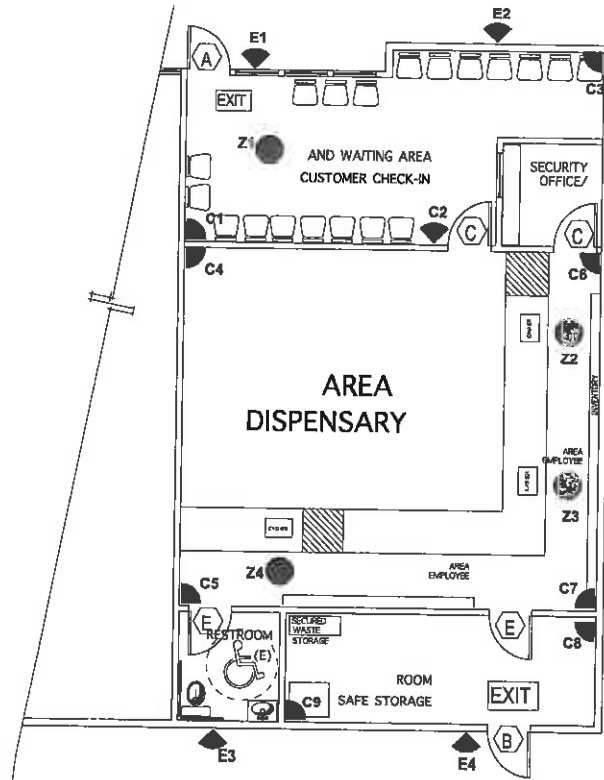 E1
E2
A
C3
EXIT
Z1
AND WAITING AREA
CUSTOMER CHECK-IN
SECURITY
OFFICE/
C1
C2
C
C
C4
C6
Z2
INVENTORY
AREA
DISPENSARY
AREA
EMPLOYEE
Z3
Z4
AREA
EMPLOYEE
C5
C7
E
RESTROOM
(E)
SECURED
WASTE
STORAGE
E
C8
ROOM
SAFE STORAGE
C9
EXIT
B
E3
E4